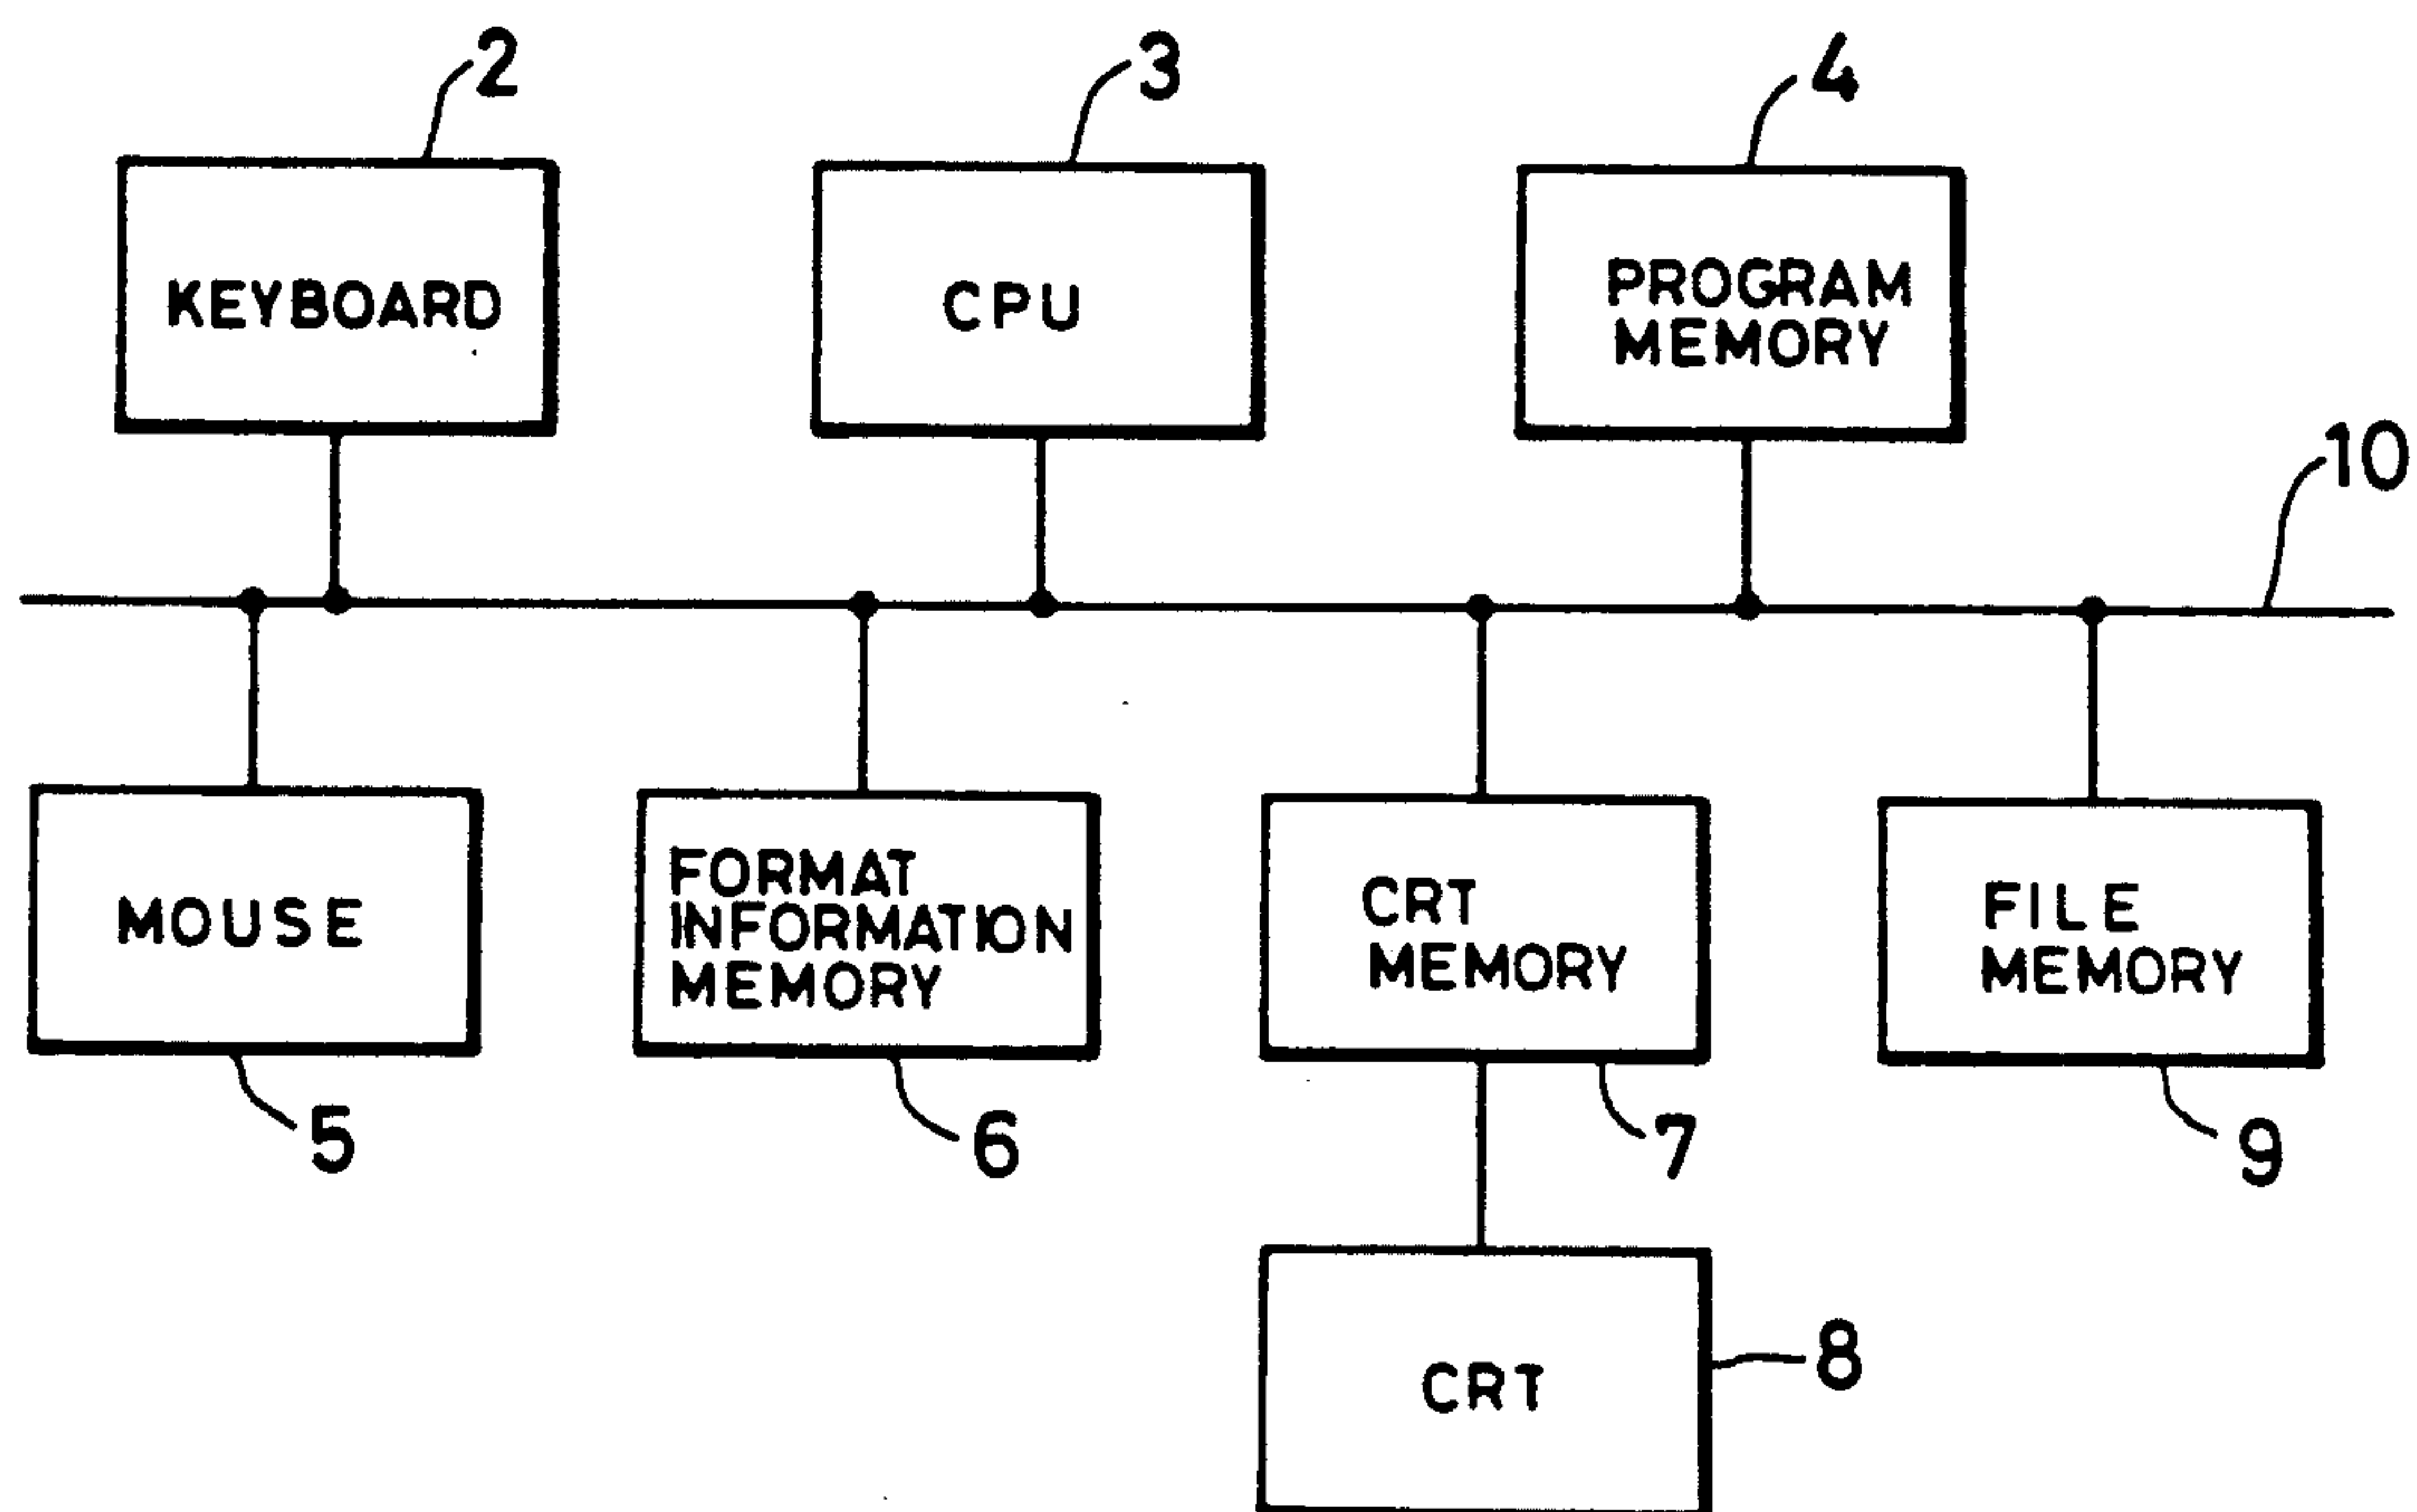 2
3
4
KEYBOARD
CPU
PROGRAM
MEMORY
10
MOUSE
FORMAT
INFORMATION
MEMORY
CRT
MEMORY
FILE
MEMORY
5
6
7
9
CRT
8